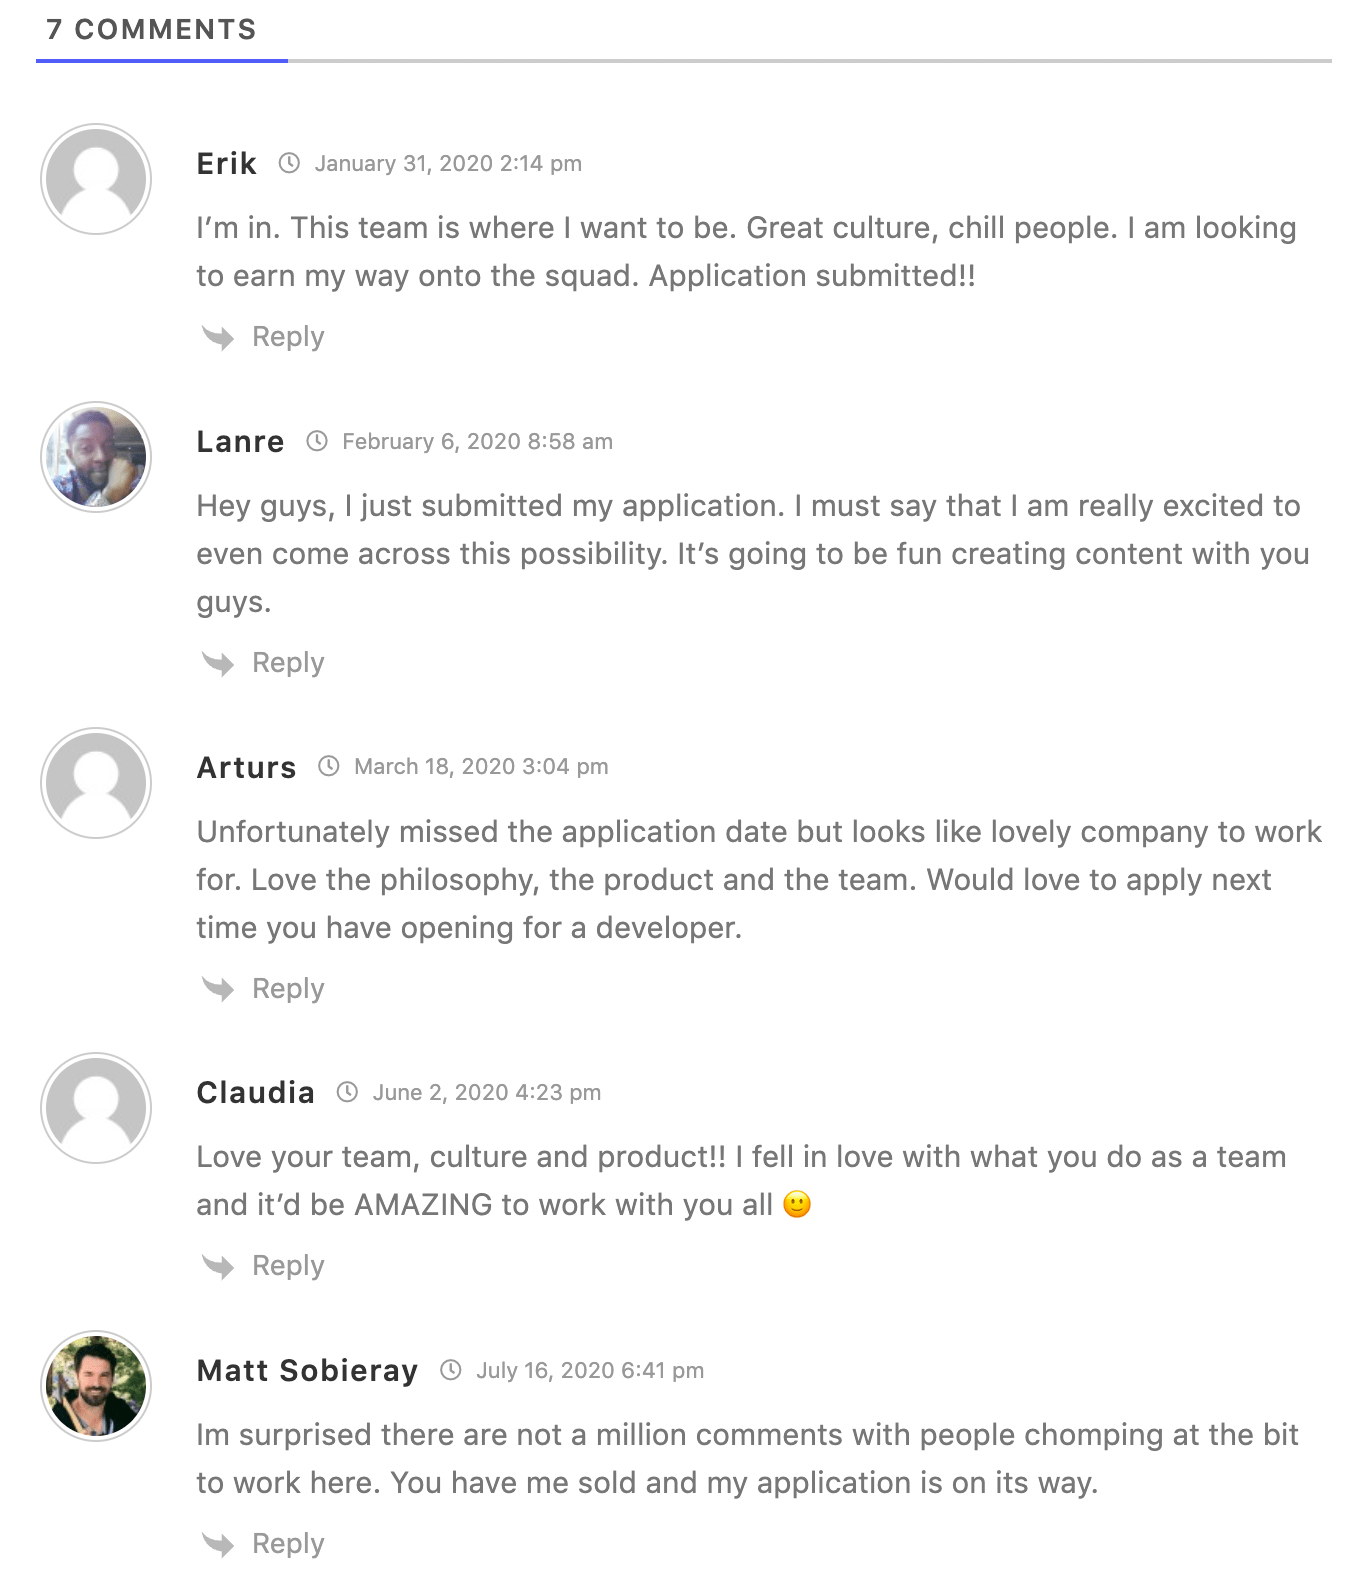 7 COMMENTS
Erik January 31, 2020 2:14 pm
I’m in. This team is where I want to be. Great culture, chill people. I am looking
to earn my way onto the squad. Application submitted!!
Reply
Lanre February 6, 2020 8:58 am
Hey guys, I just submitted my application. I must say that I am really excited to
even come across this possibility. It’s going to be fun creating content with you
guys.
Reply
Arturs March 18, 2020 3:04 pm
Unfortunately missed the application date but looks like lovely company to work
for. Love the philosophy, the product and the team. Would love to apply next
time you have opening for a developer.
Reply
Claudia June 2, 2020 4:23 pm
Love your team, culture and product!! I fell in love with what you do as a team
and it’d be AMAZING to work with you all 🙂
Reply
Matt Sobieray July 16, 2020 6:41 pm
Im surprised there are not a million comments with people chomping at the bit
to work here. You have me sold and my application is on its way.
Reply